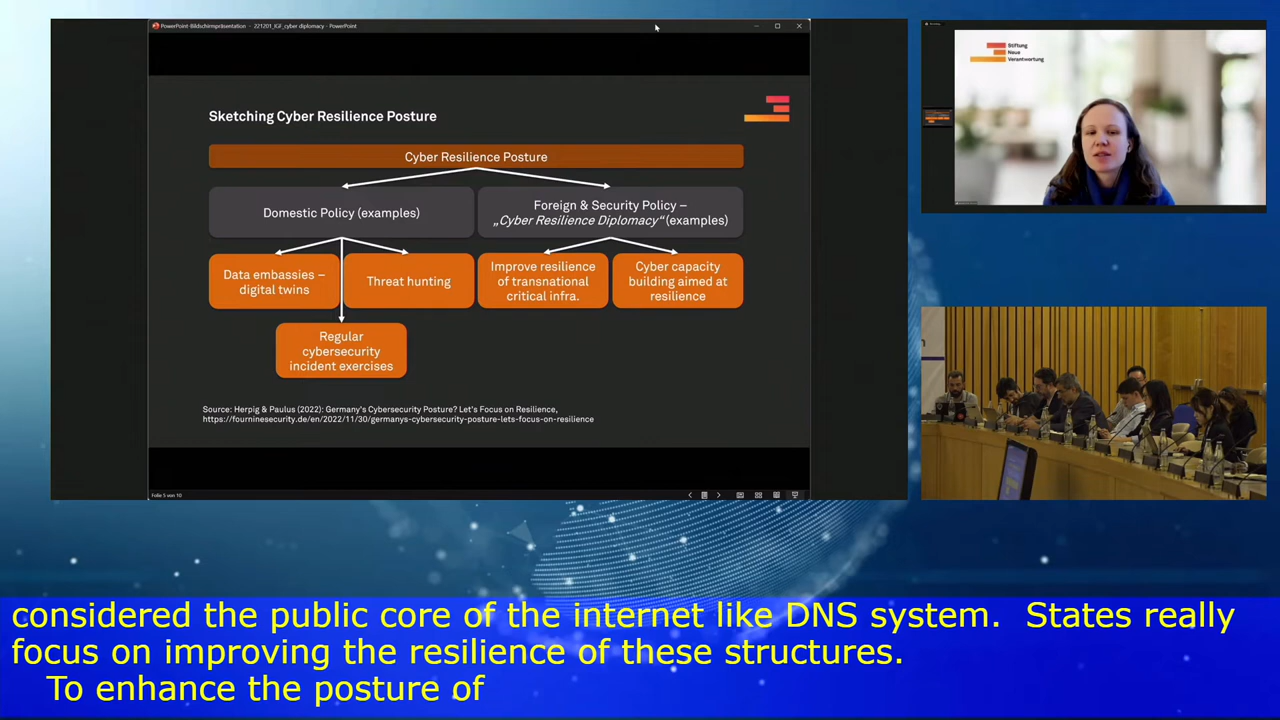 PowerPoint-Bildschirmpräsentation - 221201_IGF_cyber diplomacy - PowerPoint
Sketching Cyber Resilience Posture
Cyber Resilience Posture
Domestic Policy (examples)
Foreign & Security Policy –
„Cyber Resilience Diplomacy“ (examples)
Data embassies –
digital twins
Threat hunting
Improve resilience
of transnational
critical infra.
Cyber capacity
building aimed at
resilience
Regular
cybersecurity
incident exercises
Source: Herpig & Paulus (2022): Germany's Cybersecurity Posture? Let's Focus on Resilience,
https://fourninesecurity.de/en/2022/11/30/germanys-cybersecurity-posture-lets-focus-on-resilience
Folie 5 von 10
Stiftung
Neue
Verantwortung
considered the public core of the internet like DNS system.  States really
focus on improving the resilience of these structures.
To enhance the posture of